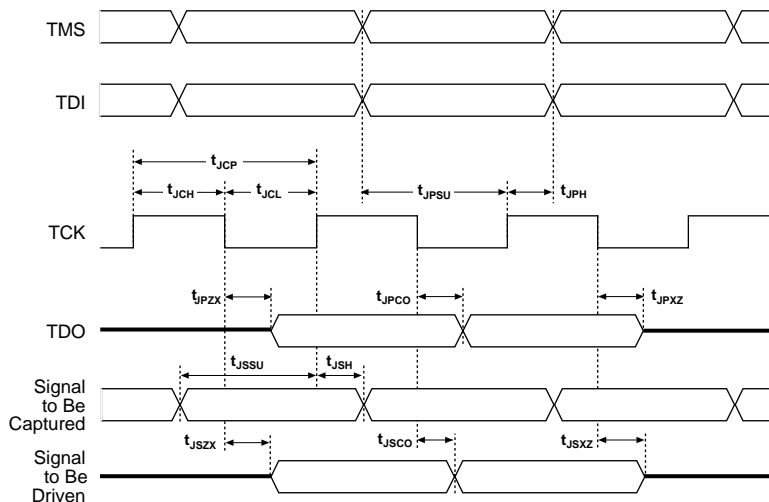 TMS
TDI
tJCP
tJCH
tJCL
tJPSU
tJPH
TCK
tJPZX
tJPCO
tJPXZ
TDO
tJSSU
tJSH
Signal
to Be
Captured
tJSZX
tJSCO
tJSXZ
Signal
to Be
Driven